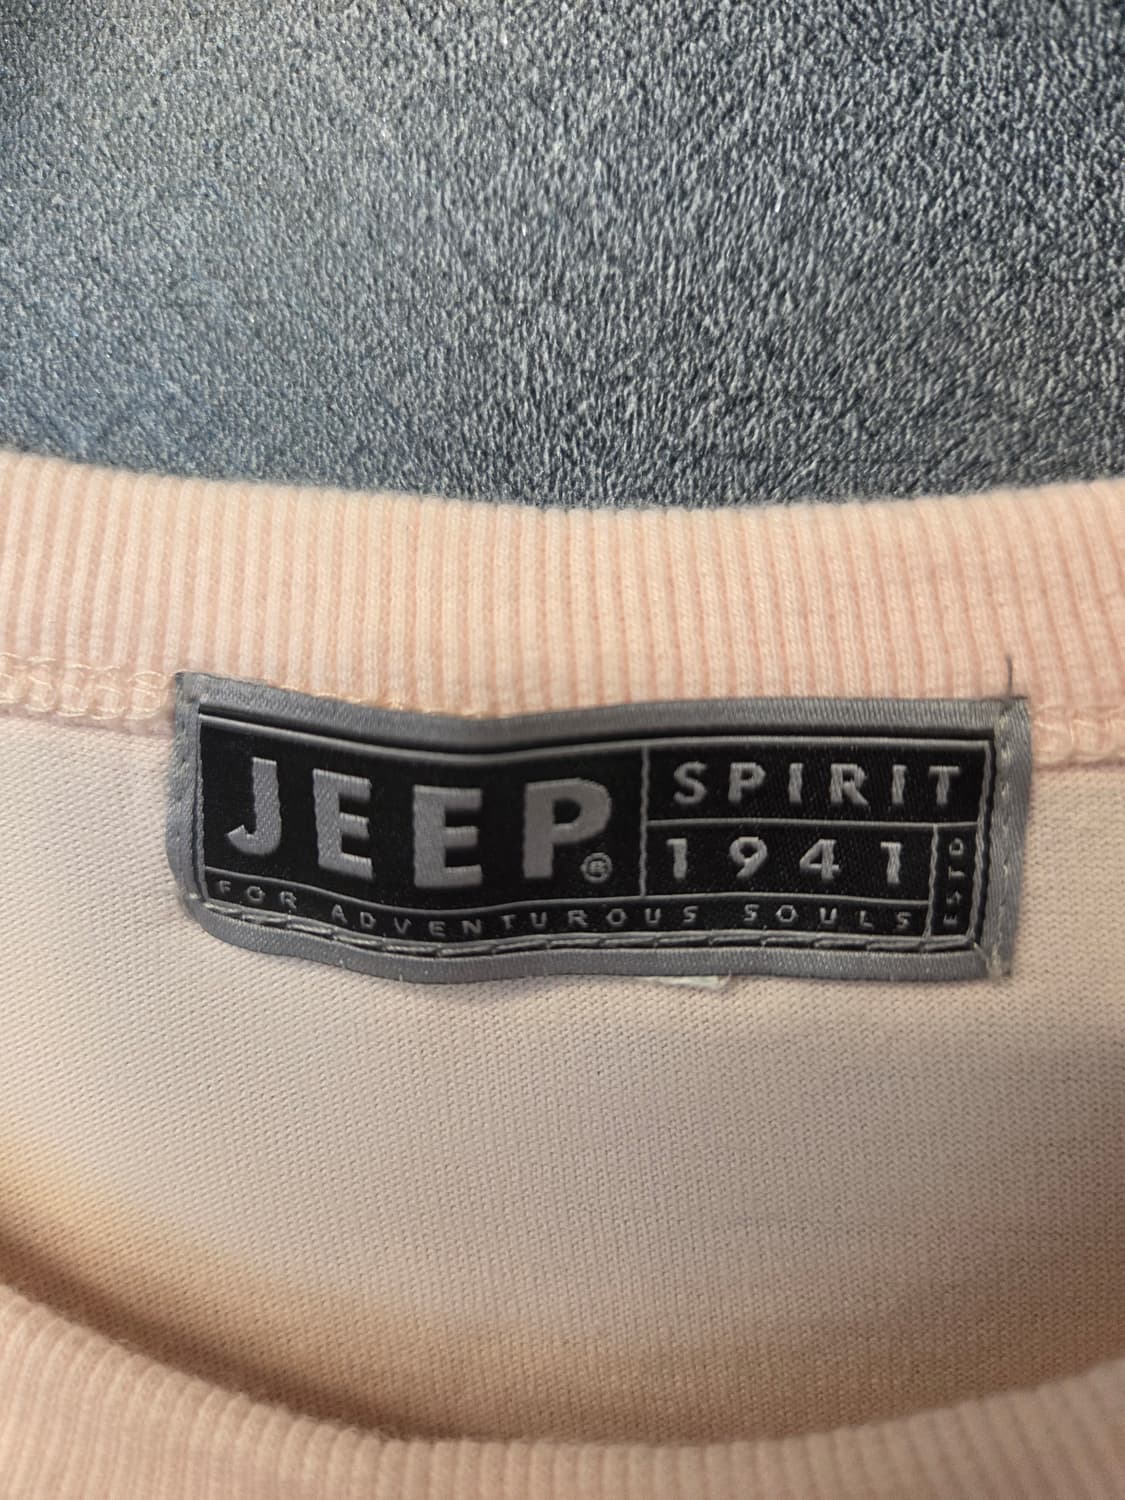 JEEP®
SPIRIT
1941
ESTD
FOR ADVENTUROUS SOULS